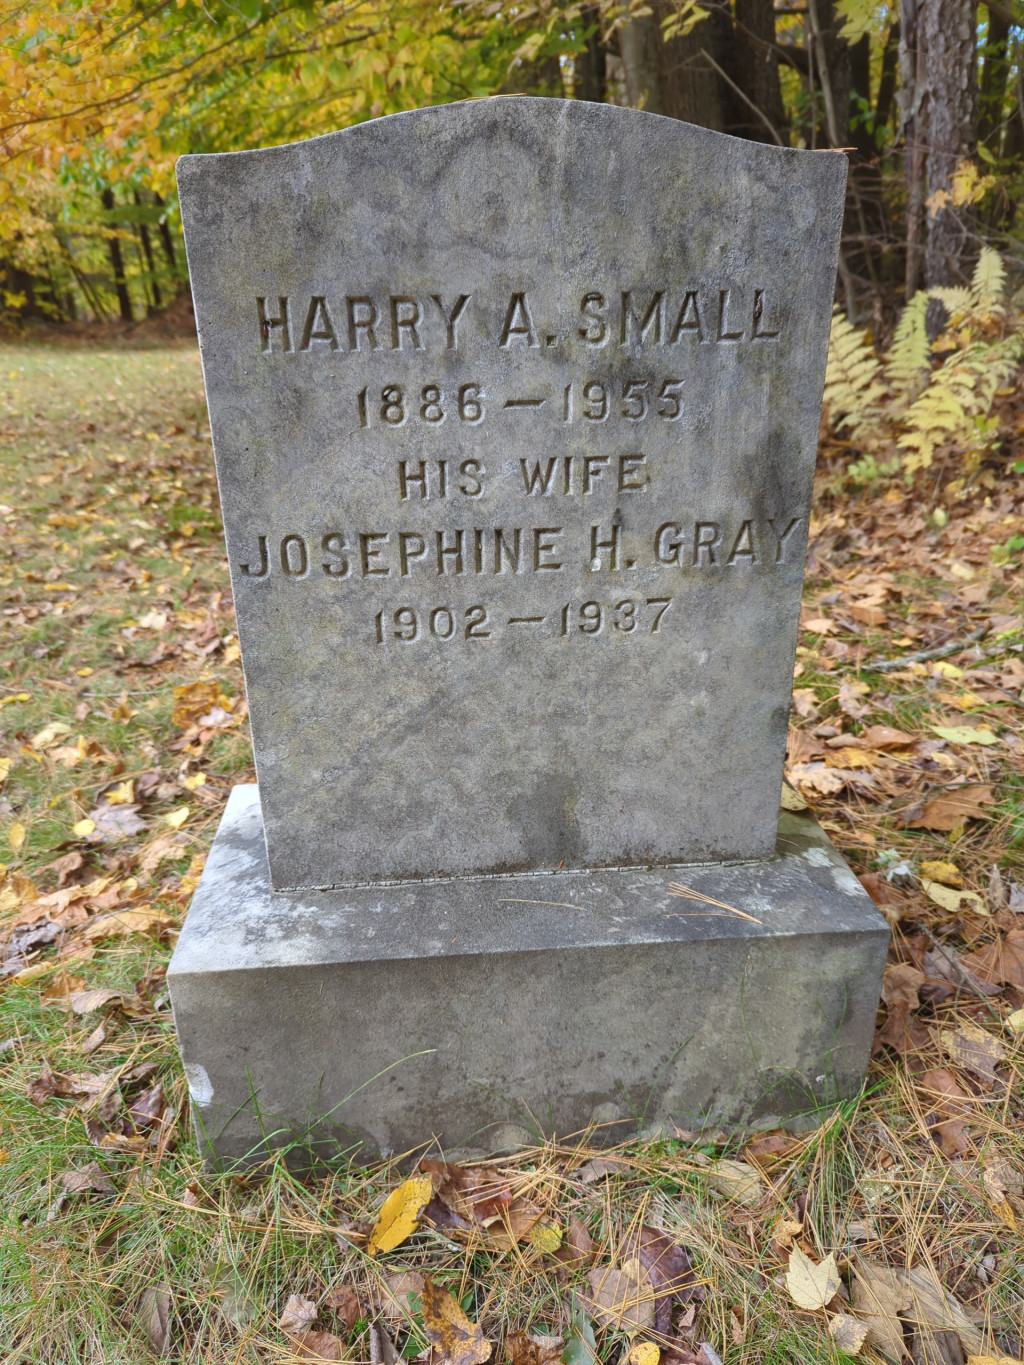 HARRY A. SMALL
1886 — 1955
HIS WIFE
JOSEPHINE H. GRAY
1902 — 1937